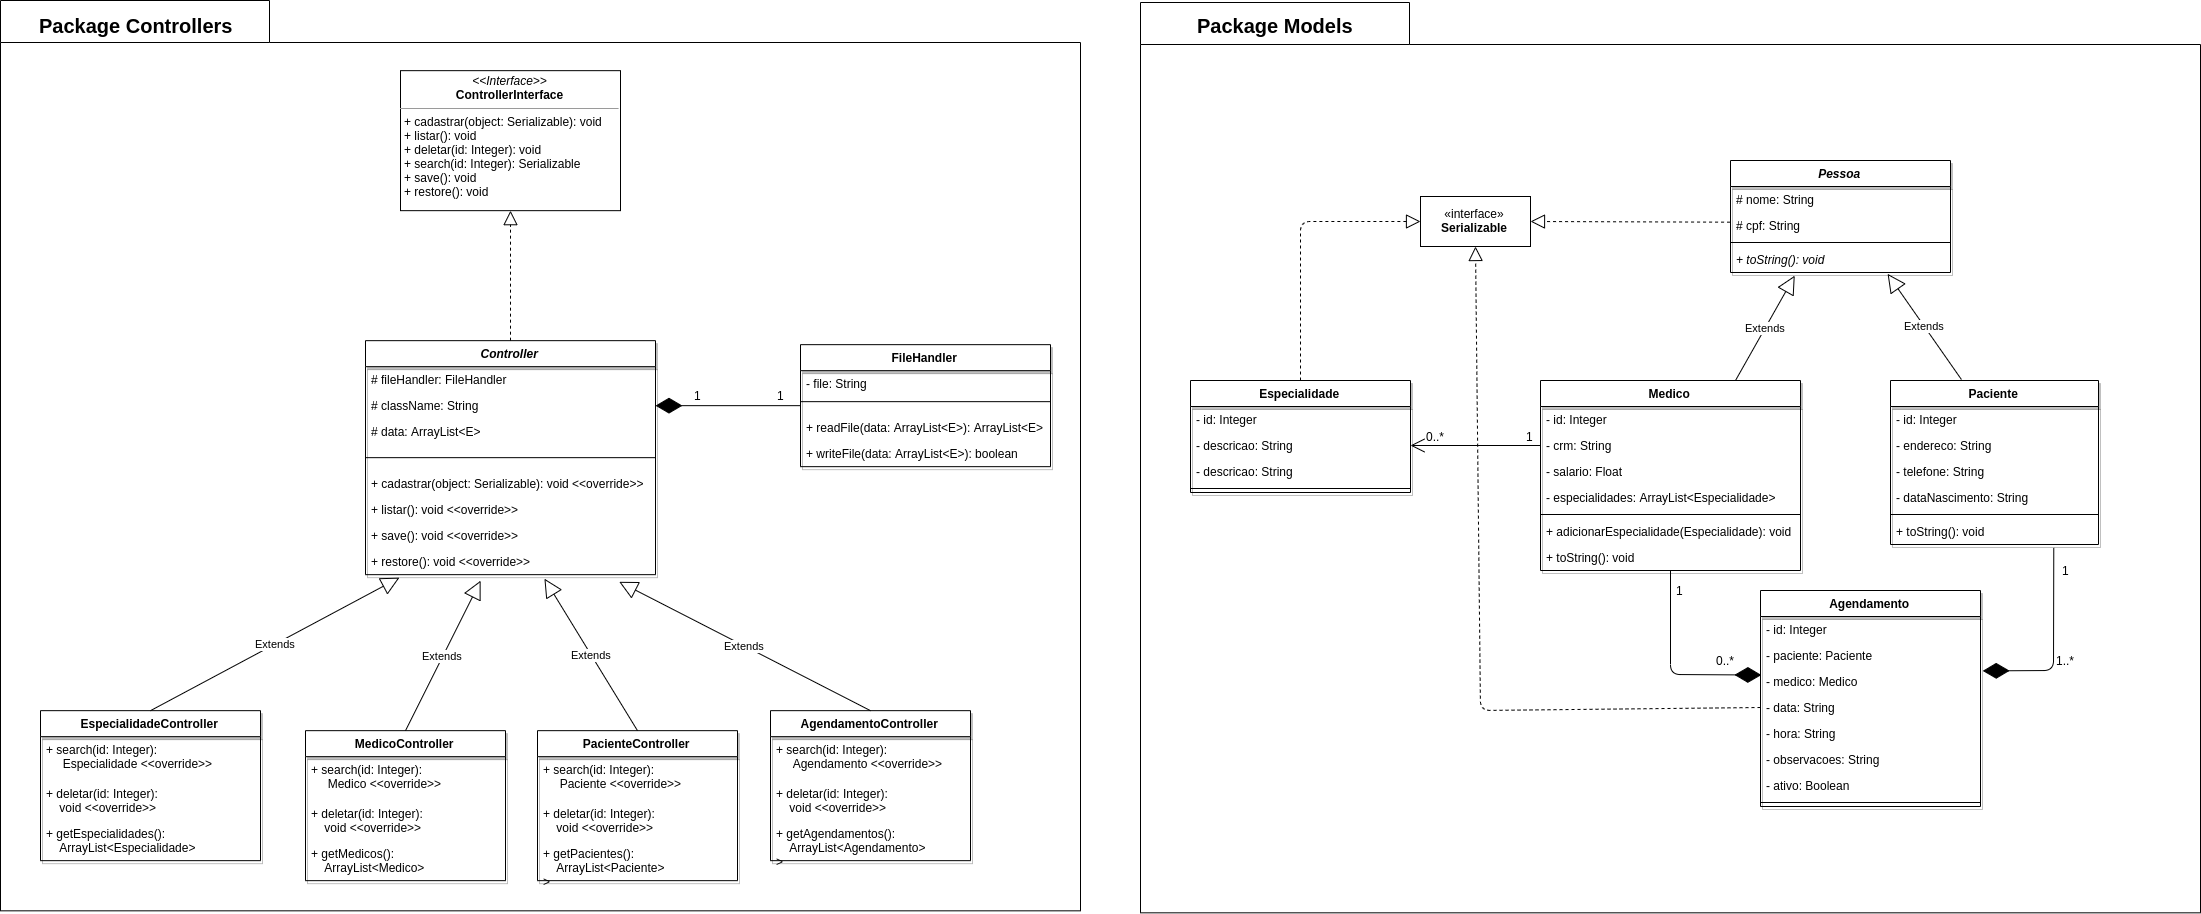 Package Controllers
<<Interface>>
ControllerInterface
+ cadastrar(object: Serializable): void
+ listar(): void
+ deletar(id: Integer): void
+ search(id: Integer): Serializable
+ save(): void
+ restore(): void
Controller
# fileHandler: FileHandler
# className: String
# data: ArrayList<E>
+ cadastrar(object: Serializable): void <<override>>
+ listar(): void <<override>>
+ save(): void <<override>>
+ restore(): void <<override>>
1
1
FileHandler
- file: String
+ readFile(data: ArrayList<E>): ArrayList<E>
+ writeFile(data: ArrayList<E>): boolean
Extends
Extends
Extends
Extends
EspecialidadeController
+ search(id: Integer):
Especialidade <<override>>
+ deletar(id: Integer):
void <<override>>
+ getEspecialidades():
ArrayList<Especialidade>
MedicoController
+ search(id: Integer):
Medico <<override>>
+ deletar(id: Integer):
void <<override>>
+ getMedicos():
ArrayList<Medico>
PacienteController
+ search(id: Integer):
Paciente <<override>>
+ deletar(id: Integer):
void <<override>>
+ getPacientes():
ArrayList<Paciente>
>
AgendamentoController
+ search(id: Integer):
Agendamento <<override>>
+ deletar(id: Integer):
void <<override>>
+ getAgendamentos():
ArrayList<Agendamento>
>
Package Models
«interface»
Serializable
Pessoa
# nome: String
# cpf: String
+ toString(): void
Extends
Extends
Especialidade
- id: Integer
- descricao: String
- descricao: String
0..*
1
Medico
- id: Integer
- crm: String
- salario: Float
- especialidades: ArrayList<Especialidade>
+ adicionarEspecialidade(Especialidade): void
+ toString(): void
Paciente
- id: Integer
- endereco: String
- telefone: String
- dataNascimento: String
+ toString(): void
1
0..*
1
1..*
Agendamento
- id: Integer
- paciente: Paciente
- medico: Medico
- data: String
- hora: String
- observacoes: String
- ativo: Boolean